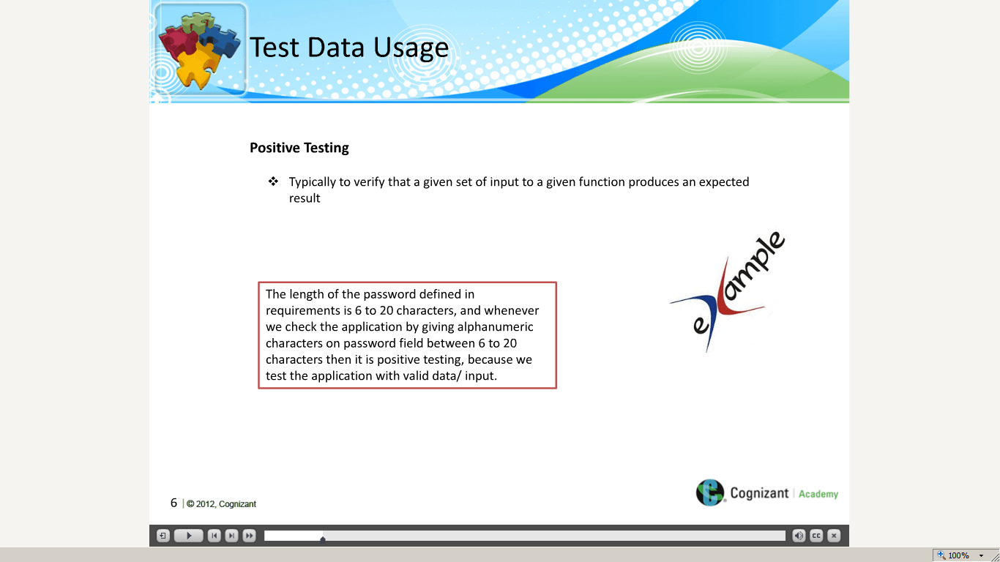 Test Data Usage
Positive Testing
❖ Typically to verify that a given set of input to a given function produces an expected
result
example
The length of the password defined in
requirements is 6 to 20 characters, and whenever
we check the application by giving alphanumeric
characters on password field between 6 to 20
characters then it is positive testing, because we
test the application with valid data/ input.
6 | © 2012, Cognizant
Cognizant | Academy
CC
100%